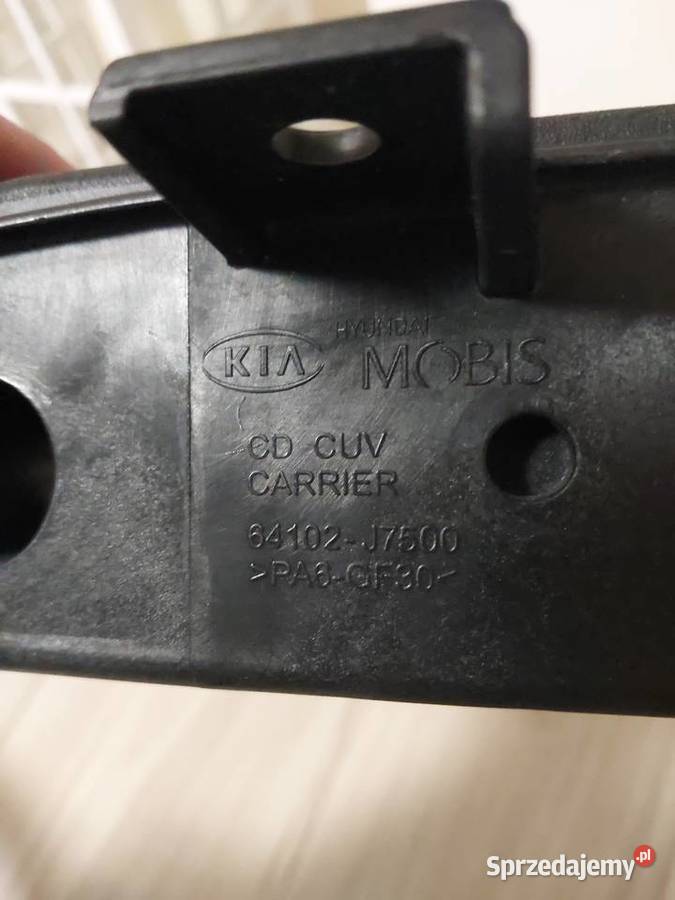 HYUNDAI
KIA MOBIS
CD CUV
CARRIER
64102-J7500
>PA6-GF30<
Sprzedajemy.pl